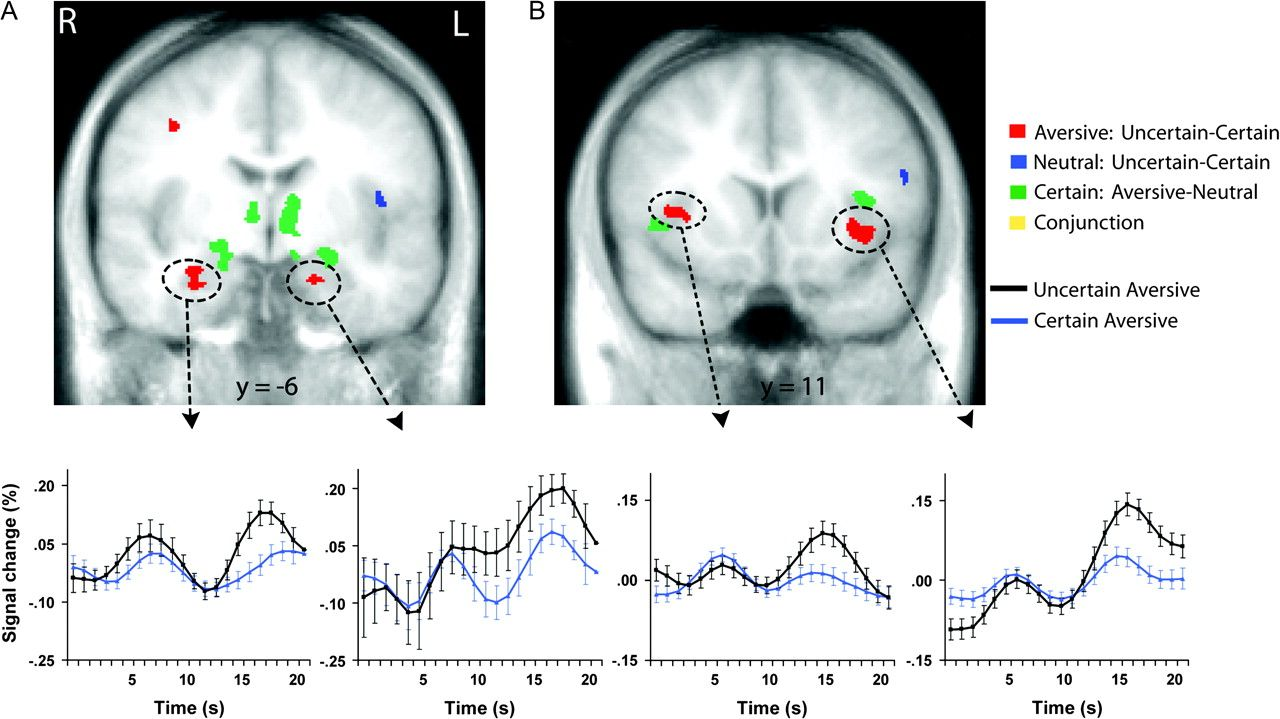 A
R
L
B
Aversive: Uncertain-Certain
Neutral: Uncertain-Certain
Certain: Aversive-Neutral
Conjunction
Uncertain Aversive
Certain Aversive
y = -6
y = 11
Signal change (%)
.20
.05
-.10
-.25
5
10
15
20
Time (s)
.20
.05
-.10
-.25
5
10
15
20
Time (s)
.15
.00
-.15
5
10
15
20
Time (s)
.15
.00
-.15
5
10
15
20
Time (s)